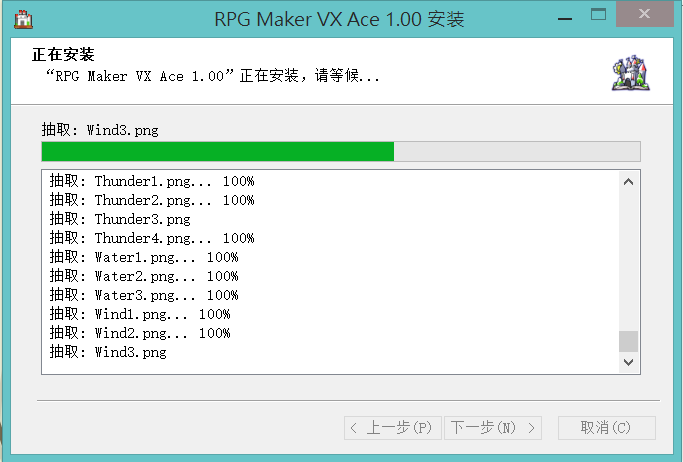 RPG Maker VX Ace 1.00 安装
正在安装
“RPG Maker VX Ace 1.00”正在安装，请等候...
抽取: Wind3.png
抽取: Thunder1.png... 100%
抽取: Thunder2.png... 100%
抽取: Thunder3.png
抽取: Thunder4.png... 100%
抽取: Water1.png... 100%
抽取: Water2.png... 100%
抽取: Water3.png... 100%
抽取: Wind1.png... 100%
抽取: Wind2.png... 100%
抽取: Wind3.png
< 上一步(P) 下一步(N) > 取消(C)